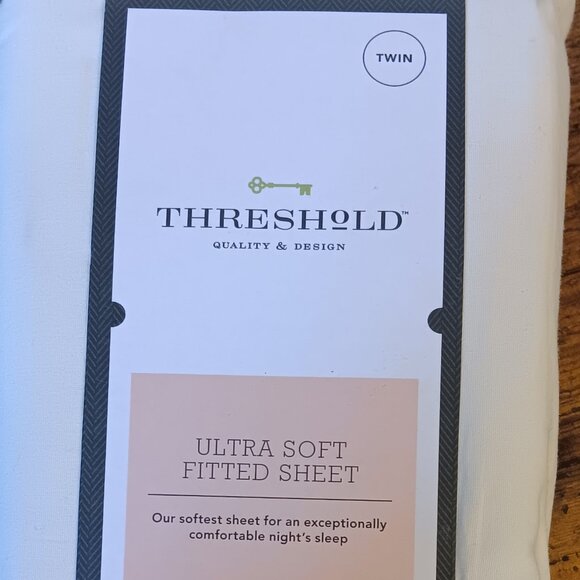 TWIN
THRESHOLD™
QUALITY & DESIGN
ULTRA SOFT
FITTED SHEET
Our softest sheet for an exceptionally
comfortable night's sleep